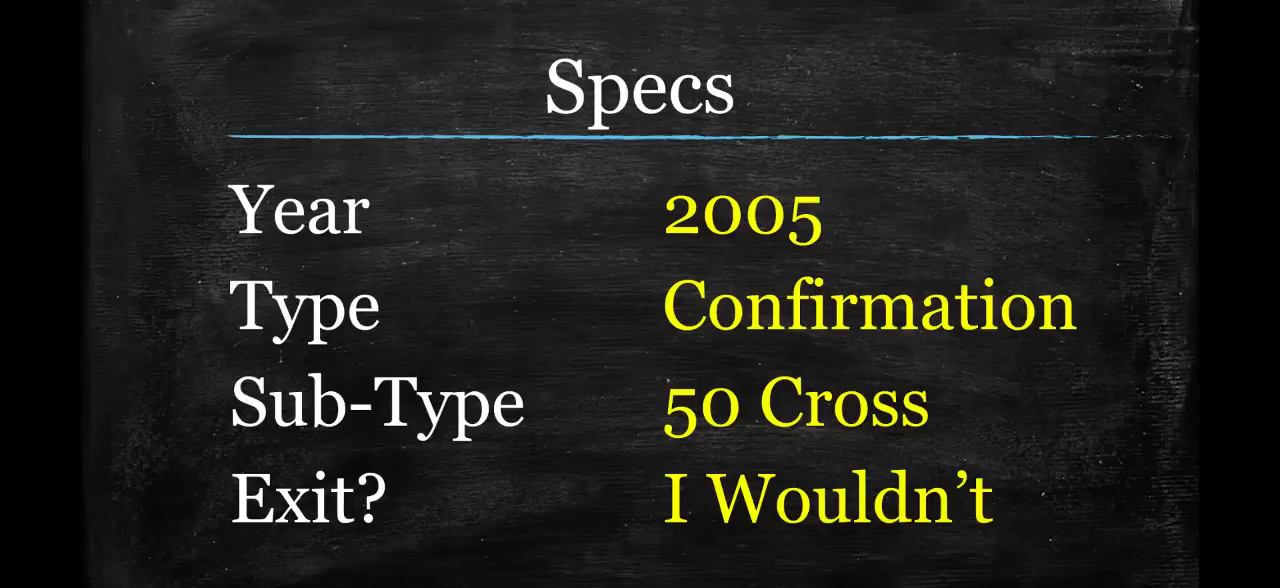 Specs
Year 2005
Type Confirmation
Sub-Type 50 Cross
Exit? I Wouldn’t